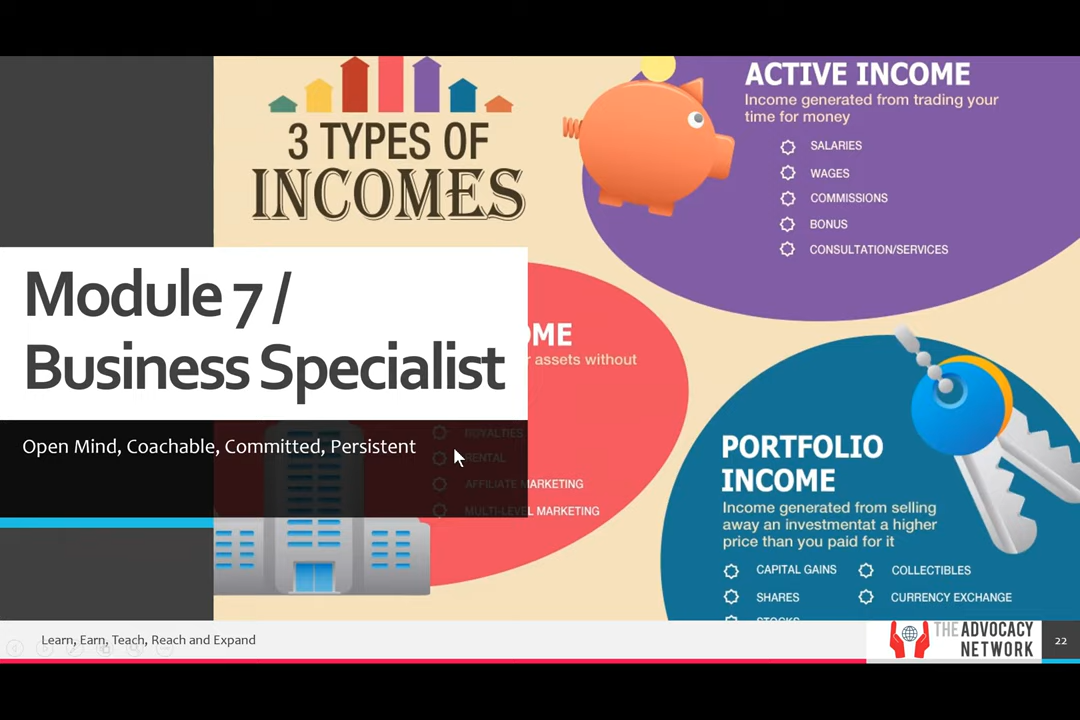 3 TYPES OF
INCOMES
ACTIVE INCOME
Income generated from trading your
time for money
SALARIES
WAGES
COMMISSIONS
BONUS
CONSULTATION/SERVICES
Module 7 /
Business Specialist
Open Mind, Coachable, Committed, Persistent
assets without
ROYALTIES
RENTAL
AFFILIATE MARKETING
MULTI-LEVEL MARKETING
PORTFOLIO
INCOME
Income generated from selling
away an investmentat a higher
price than you paid for it
CAPITAL GAINS
COLLECTIBLES
SHARES
CURRENCY EXCHANGE
STOCKS
Learn, Earn, Teach, Reach and Expand
THE ADVOCACY
NETWORK
22